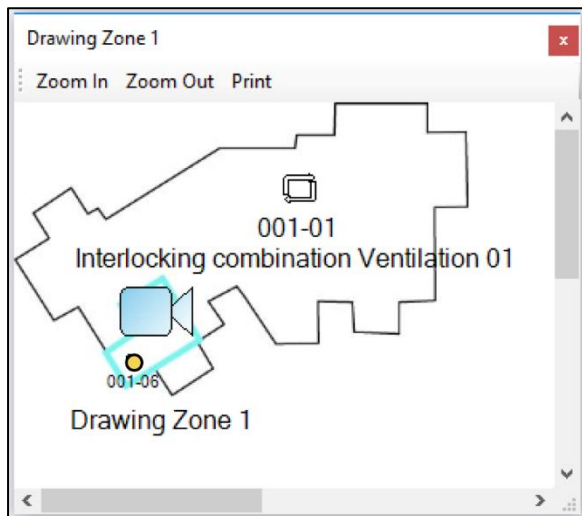 Drawing Zone 1
x
Zoom In Zoom Out Print
001-01
Interlocking combination Ventilation 01
001-06
Drawing Zone 1